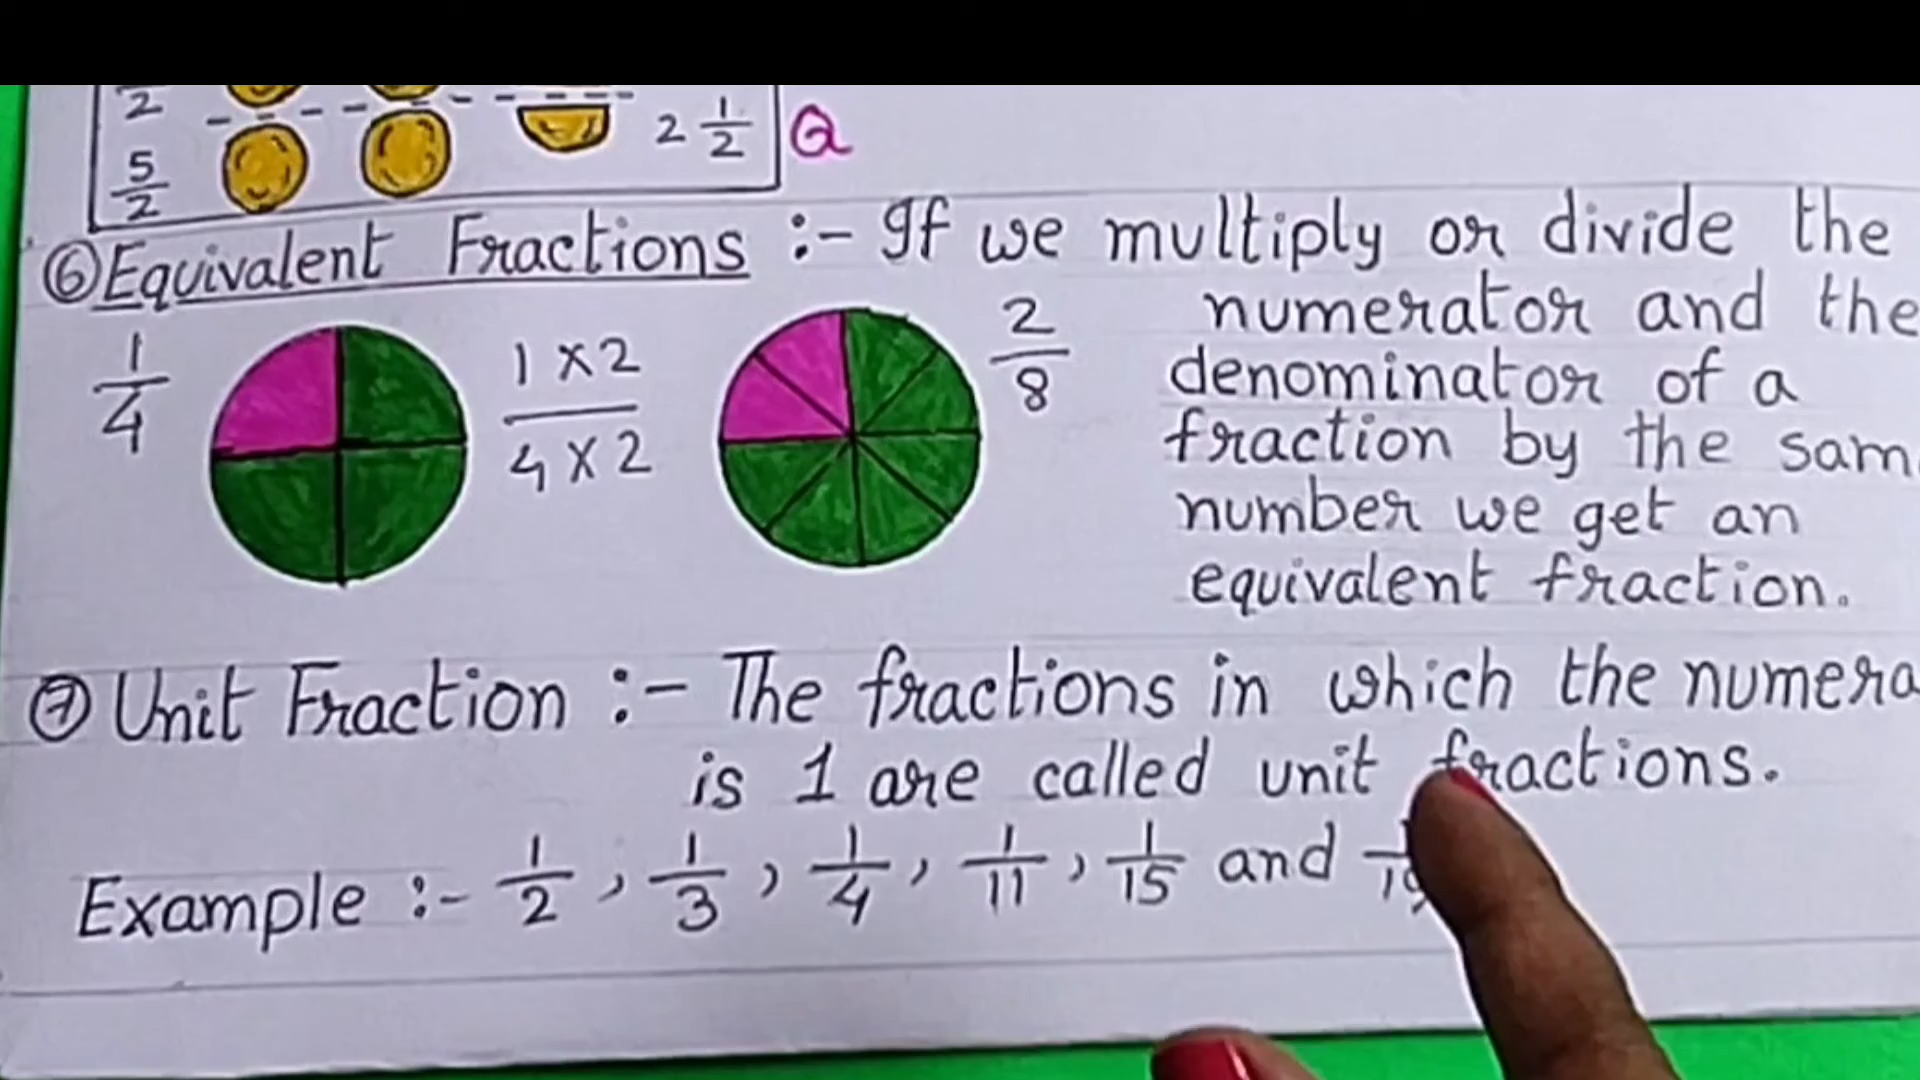 2
5/2
2 1/2
Q
⑥ Equivalent Fractions :- If we multiply or divide the
numerator and the
denominator of a
fraction by the
number we get an
equivalent fraction.
1/4
1 x 2
4 x 2
2/8
⑦ Unit Fraction :- The fractions in which the
is 1 are called unit fractions.
Example :- 1/2, 1/3, 1/4, 1/11, 1/15 and